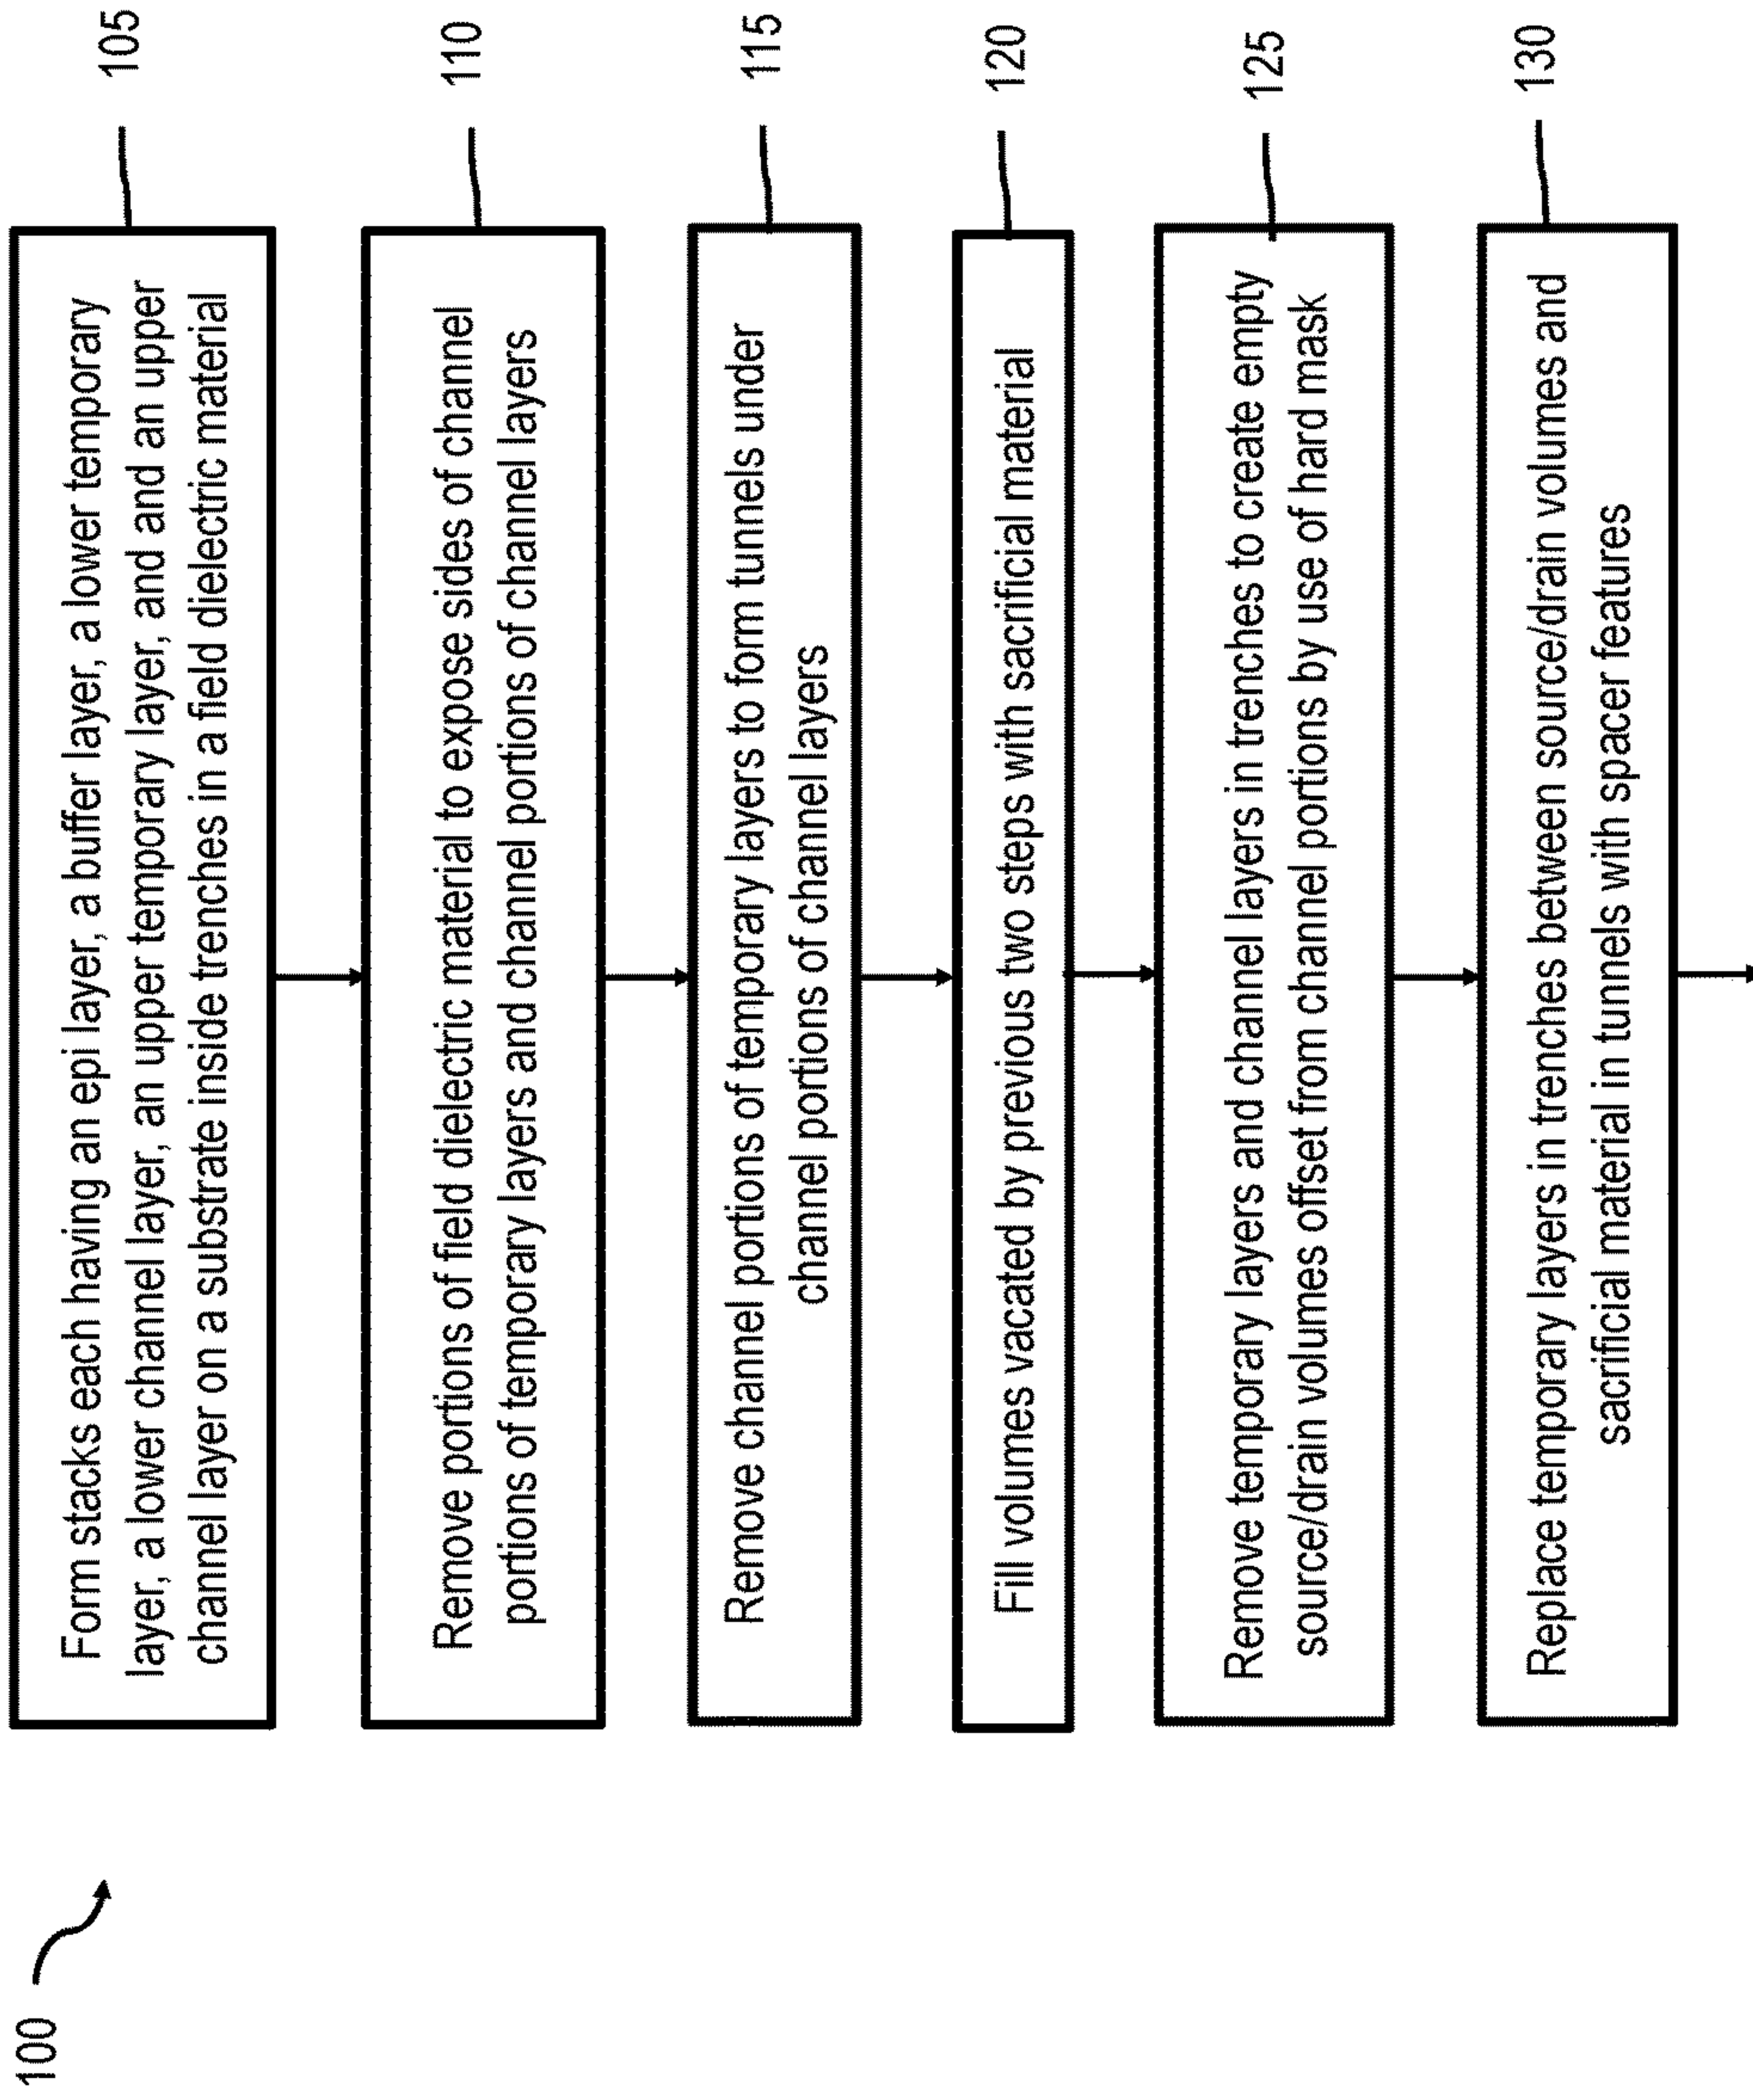 100
Form stacks each having an epi layer, a buffer layer, a lower temporary
layer, a lower channel layer, an upper temporary layer, and and an upper
channel layer on a substrate inside trenches in a field dielectric material
105
Remove portions of field dielectric material to expose sides of channel
portions of temporary layers and channel portions of channel layers
110
Remove channel portions of temporary layers to form tunnels under
channel portions of channel layers
115
Fill volumes vacated by previous two steps with sacrificial material
120
Remove temporary layers and channel layers in trenches to create empty
source/drain volumes offset from channel portions by use of hard mask
125
Replace temporary layers in trenches between source/drain volumes and
sacrificial material in tunnels with spacer features
130